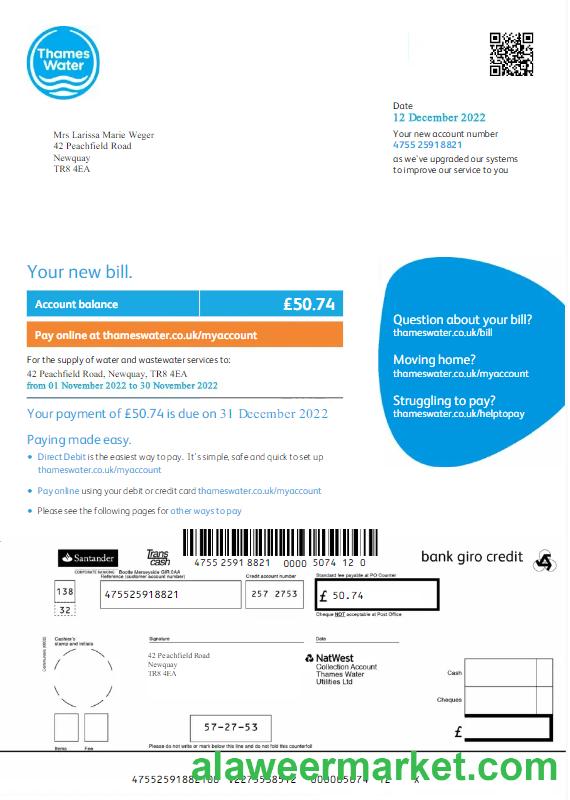 Thames
Water
Date
12 December 2022
Your new account number
4755 25918821
as we've upgraded our systems
to improve our service to you
Mrs Larissa Marie Weger
42 Peachfield Road
Newquay
TR8 4EA
Your new bill.
Account balance £50.74
Pay online at thameswater.co.uk/myaccount
For the supply of water and wastewater services to:
42 Peachfield Road, Newquay, TR8 4EA
from 01 November 2022 to 30 November 2022
Your payment of £50.74 is due on 31 December 2022
Paying made easy.
• Direct Debit is the easiest way to pay. It's simple, safe and quick to set up
thameswater.co.uk/myaccount
• Pay online using your debit or credit card thameswater.co.uk/myaccount
• Please see the following pages for other ways to pay
Question about your bill?
thameswater.co.uk/bill
Moving home?
thameswater.co.uk/myaccount
Struggling to pay?
thameswater.co.uk/helptopay
Santander
Trans
cash
4755 2591 8821 0000 5074 12 0
bank giro credit
CORPORATE BANKING Bootle Merseyside GIR 0AA
Reference (customer account number)
Credit account number
Standard fee payable at PO Counter
138
32
475525918821
257 2753
£ 50.74
Cheque NOT acceptable at Post Office
Cashier's
stamp and initials
Signature
Date
42 Peachfield Road
Newquay
TR8 4EA
NatWest
Collection Account
Thames Water
Utilities Ltd
Cash
Cheques
£
57-27-53
Items Fee
Please do not write or mark below this line and do not fold this counterfoil
alaweermarket.com